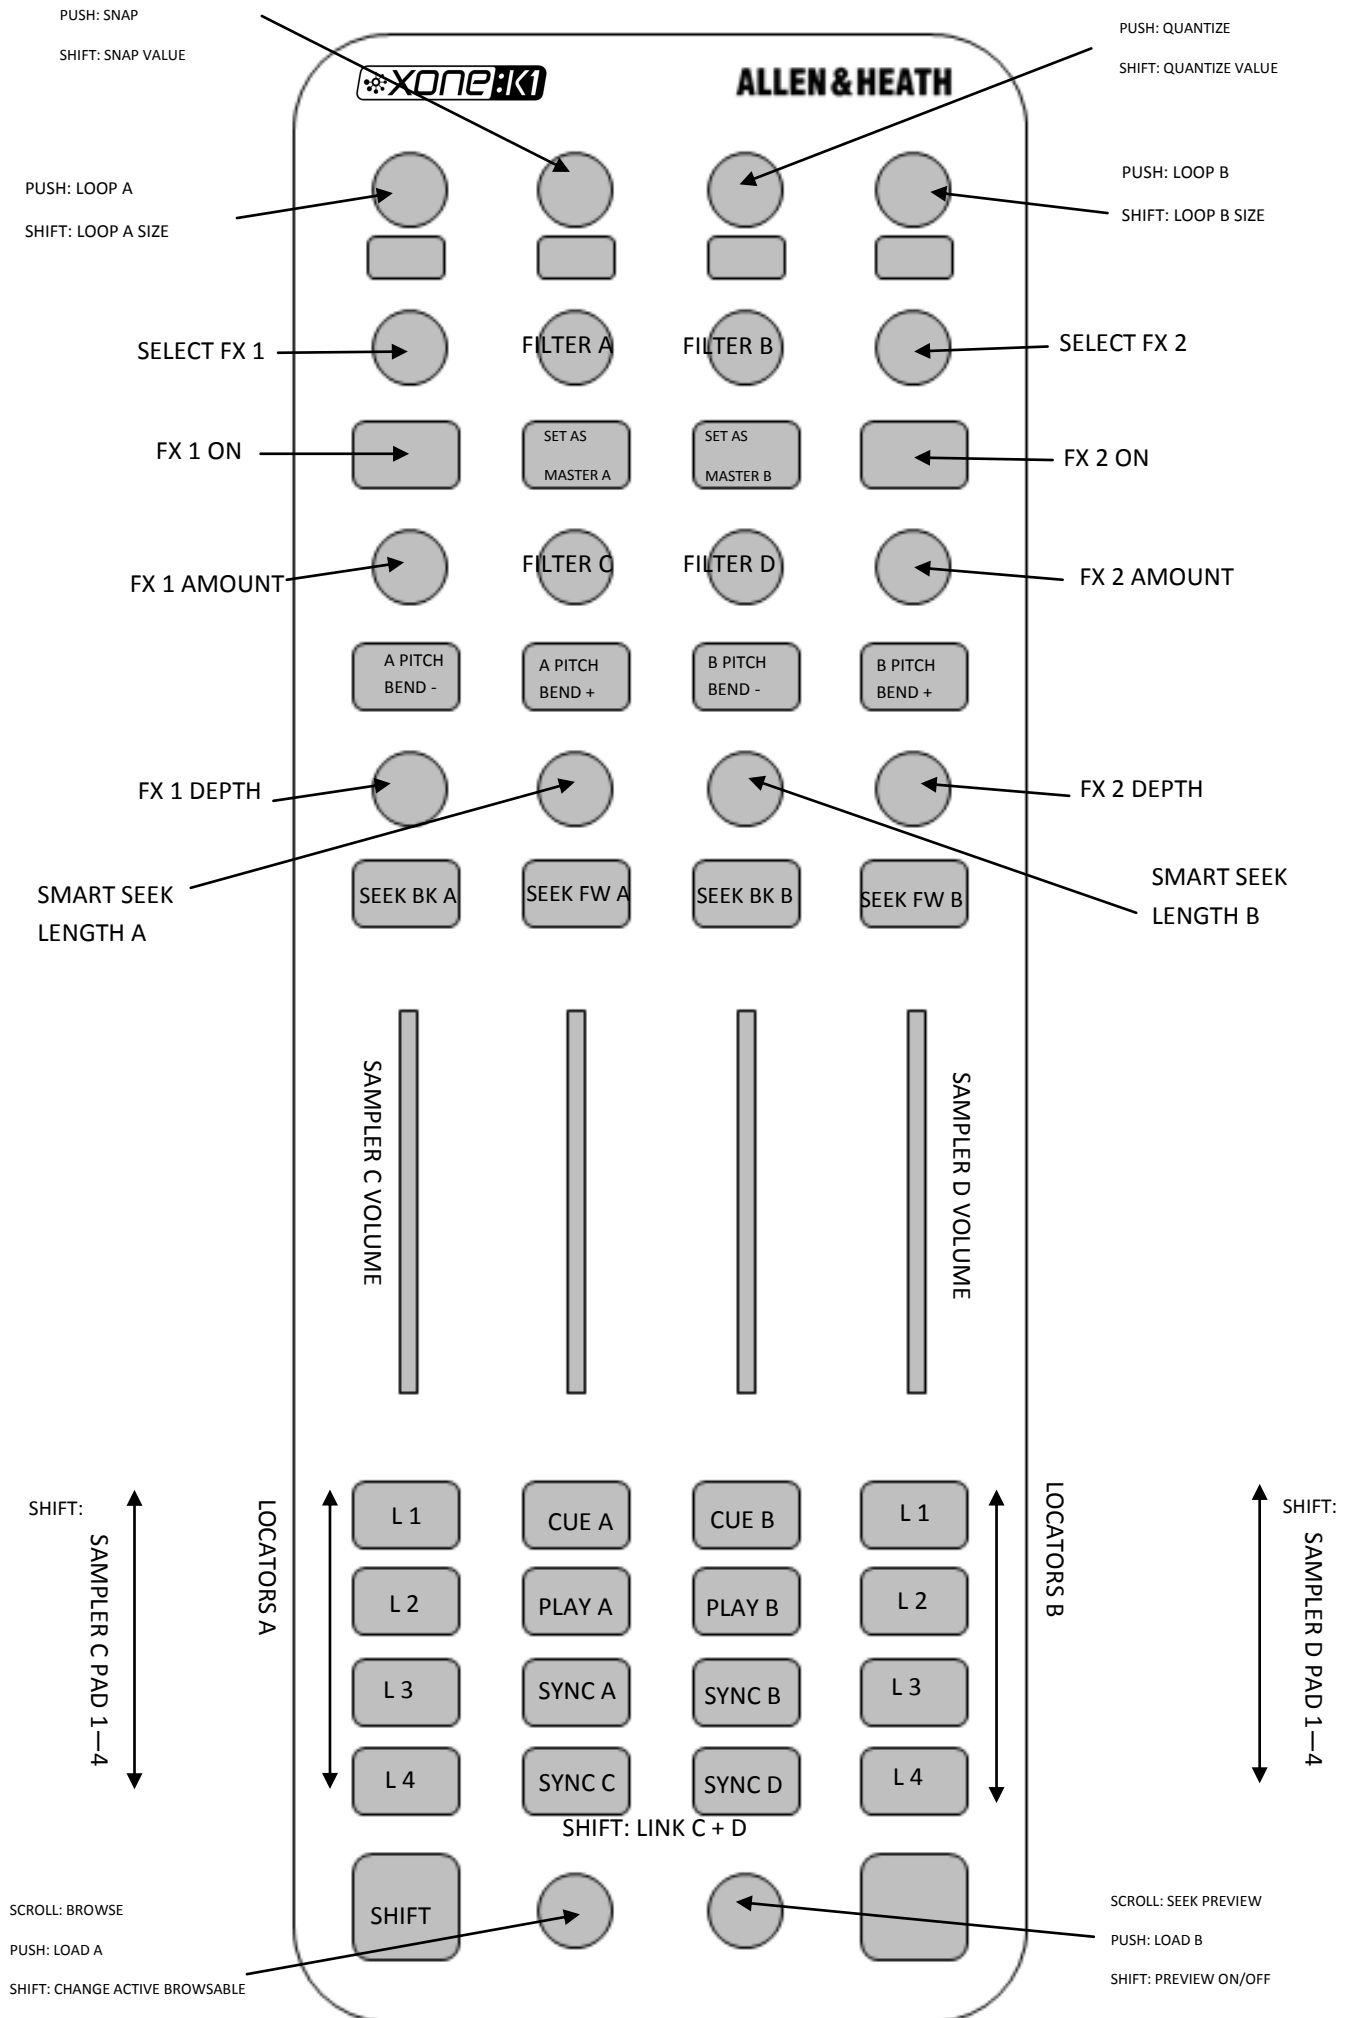 PUSH: SNAP
SHIFT: SNAP VALUE
PUSH: QUANTIZE
SHIFT: QUANTIZE VALUE
XONE:K1
ALLEN&HEATH
PUSH: LOOP A
SHIFT: LOOP A SIZE
PUSH: LOOP B
SHIFT: LOOP B SIZE
SELECT FX 1
FILTER A
FILTER B
SELECT FX 2
FX 1 ON
SET AS
MASTER A
SET AS
MASTER B
FX 2 ON
FX 1 AMOUNT
FILTER C
FILTER D
FX 2 AMOUNT
A PITCH
BEND -
A PITCH
BEND +
B PITCH
BEND -
B PITCH
BEND +
FX 1 DEPTH
FX 2 DEPTH
SMART SEEK
LENGTH A
SEEK BK A
SEEK FW A
SEEK BK B
SEEK FW B
SMART SEEK
LENGTH B
SAMPLER C VOLUME
SAMPLER D VOLUME
SHIFT:
SAMPLER C PAD 1—4
LOCATORS A
L 1
CUE A
CUE B
L 1
L 2
PLAY A
PLAY B
L 2
L 3
SYNC A
SYNC B
L 3
L 4
SYNC C
SYNC D
L 4
LOCATORS B
SHIFT:
SAMPLER D PAD 1—4
SHIFT: LINK C + D
SHIFT
SCROLL: BROWSE
PUSH: LOAD A
SHIFT: CHANGE ACTIVE BROWSABLE
SCROLL: SEEK PREVIEW
PUSH: LOAD B
SHIFT: PREVIEW ON/OFF